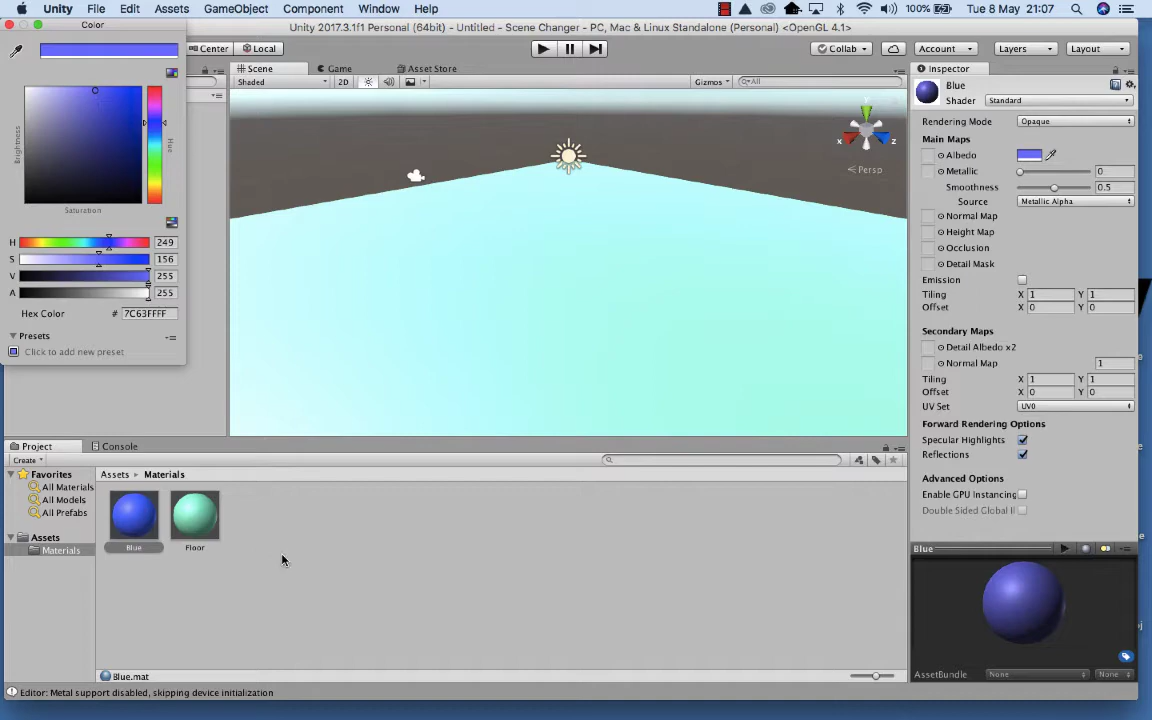 Unity File Edit Assets GameObject Component Window Help 100% Tue 8 May 21:07
Color
Unity 2017.3.1f1 Personal (64bit) - Untitled - Scene Changer - PC, Mac & Linux Standalone (Personal) <OpenGL 4.1>
Center Local Collab Account Layers Layout
Scene Game Asset Store
Shaded 2D Gizmos All
x z
Persp
Brightness
Hue
Saturation
H 249
S 156
V 255
A 255
Hex Color # 7C63FFFF
Presets
Click to add new preset
Inspector
Blue
Shader Standard
Rendering Mode Opaque
Main Maps
Albedo
Metallic 0
Smoothness 0.5
Source Metallic Alpha
Normal Map
Height Map
Occlusion
Detail Mask
Emission
Tiling X 1 Y 1
Offset X 0 Y 0
Secondary Maps
Detail Albedo x2
Normal Map 1
Tiling X 1 Y 1
Offset X 0 Y 0
UV Set UV0
Forward Rendering Options
Specular Highlights
Reflections
Advanced Options
Enable GPU Instancing
Double Sided Global Il
Blue
AssetBundle None None
Project Console
Create
Favorites
All Materials
All Models
All Prefabs
Assets
Materials
Assets Materials
Blue Floor
Blue.mat
Editor: Metal support disabled, skipping device initialization